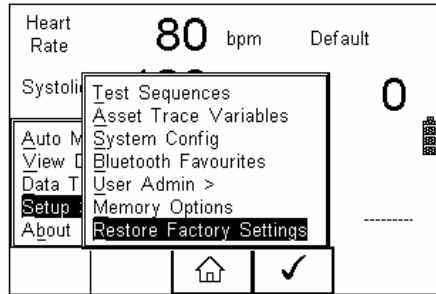 Heart
Rate
80 bpm
Default
0
Test Sequences
Asset Trace Variables
System Config
Bluetooth Favourites
User Admin >
Memory Options
Restore Factory Settings
Auto
View
Data
Setup
About